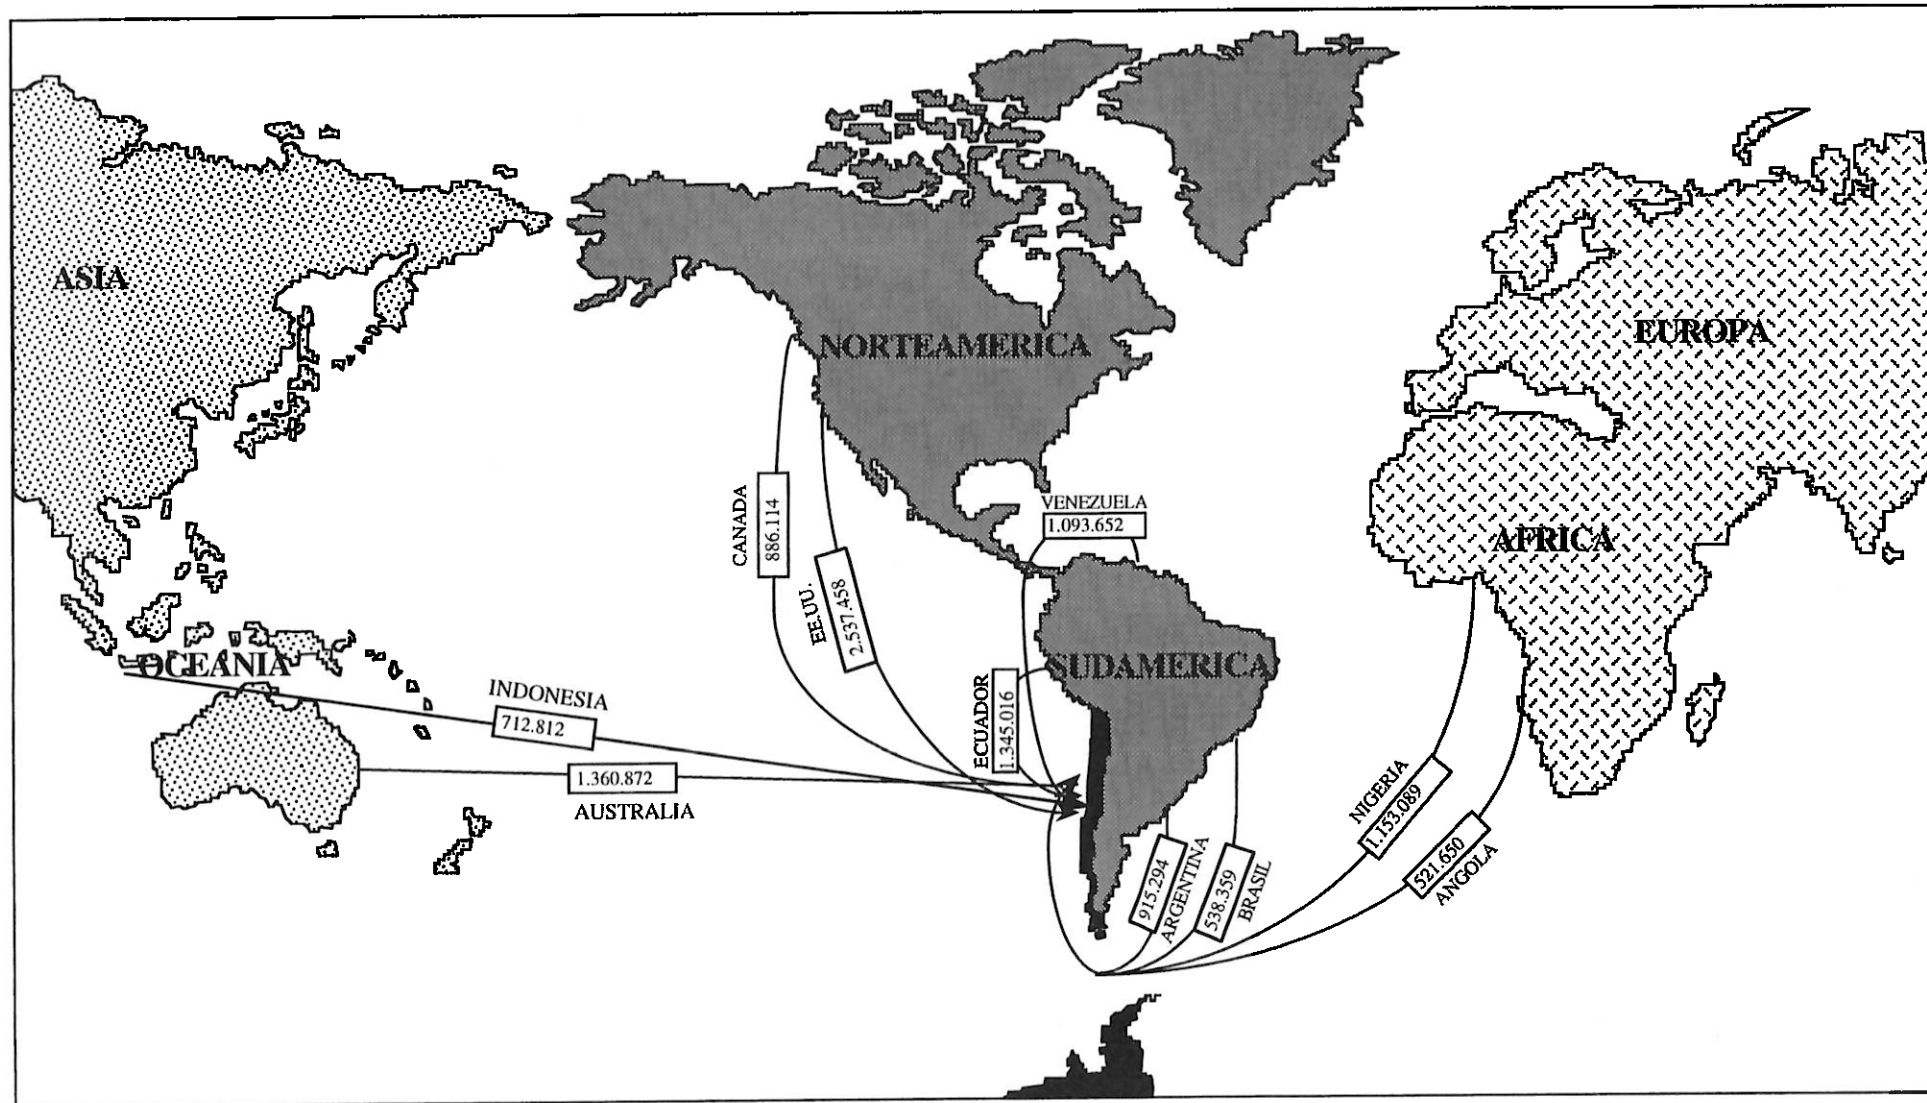 ASIA
NORTEAMERICA
EUROPA
AFRICA
OCEANIA
SUDAMERICA
CANADA
886.114
EE.UU.
2.537.458
VENEZUELA
1.093.652
ECUADOR
1.345.016
INDONESIA
712.812
1.360.872
AUSTRALIA
915.294
ARGENTINA
538.359
BRASIL
NIGERIA
1.153.089
521.650
ANGOLA